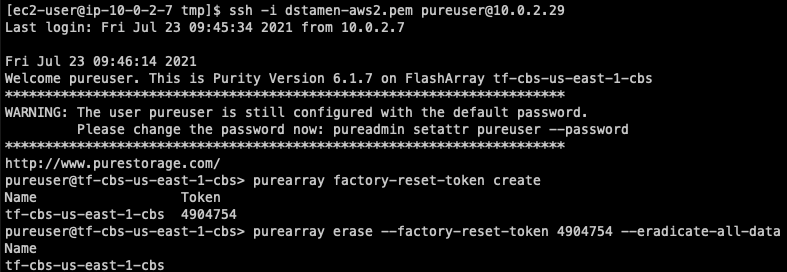 [ec2-user@ip-10-0-2-7 tmp]$ ssh -i dstamen-aws2.pem pureuser@10.0.2.29
Last login: Fri Jul 23 09:45:34 2021 from 10.0.2.7
Fri Jul 23 09:46:14 2021
Welcome pureuser. This is Purity Version 6.1.7 on FlashArray tf-cbs-us-east-1-cbs
**********************************************************************
WARNING: The user pureuser is still configured with the default password.
         Please change the password now: pureadmin setattr pureuser --password
**********************************************************************
http://www.purestorage.com/
pureuser@tf-cbs-us-east-1-cbs> purearray factory-reset-token create
Name                  Token
tf-cbs-us-east-1-cbs  4904754
pureuser@tf-cbs-us-east-1-cbs> purearray erase --factory-reset-token 4904754 --eradicate-all-data
Name
tf-cbs-us-east-1-cbs